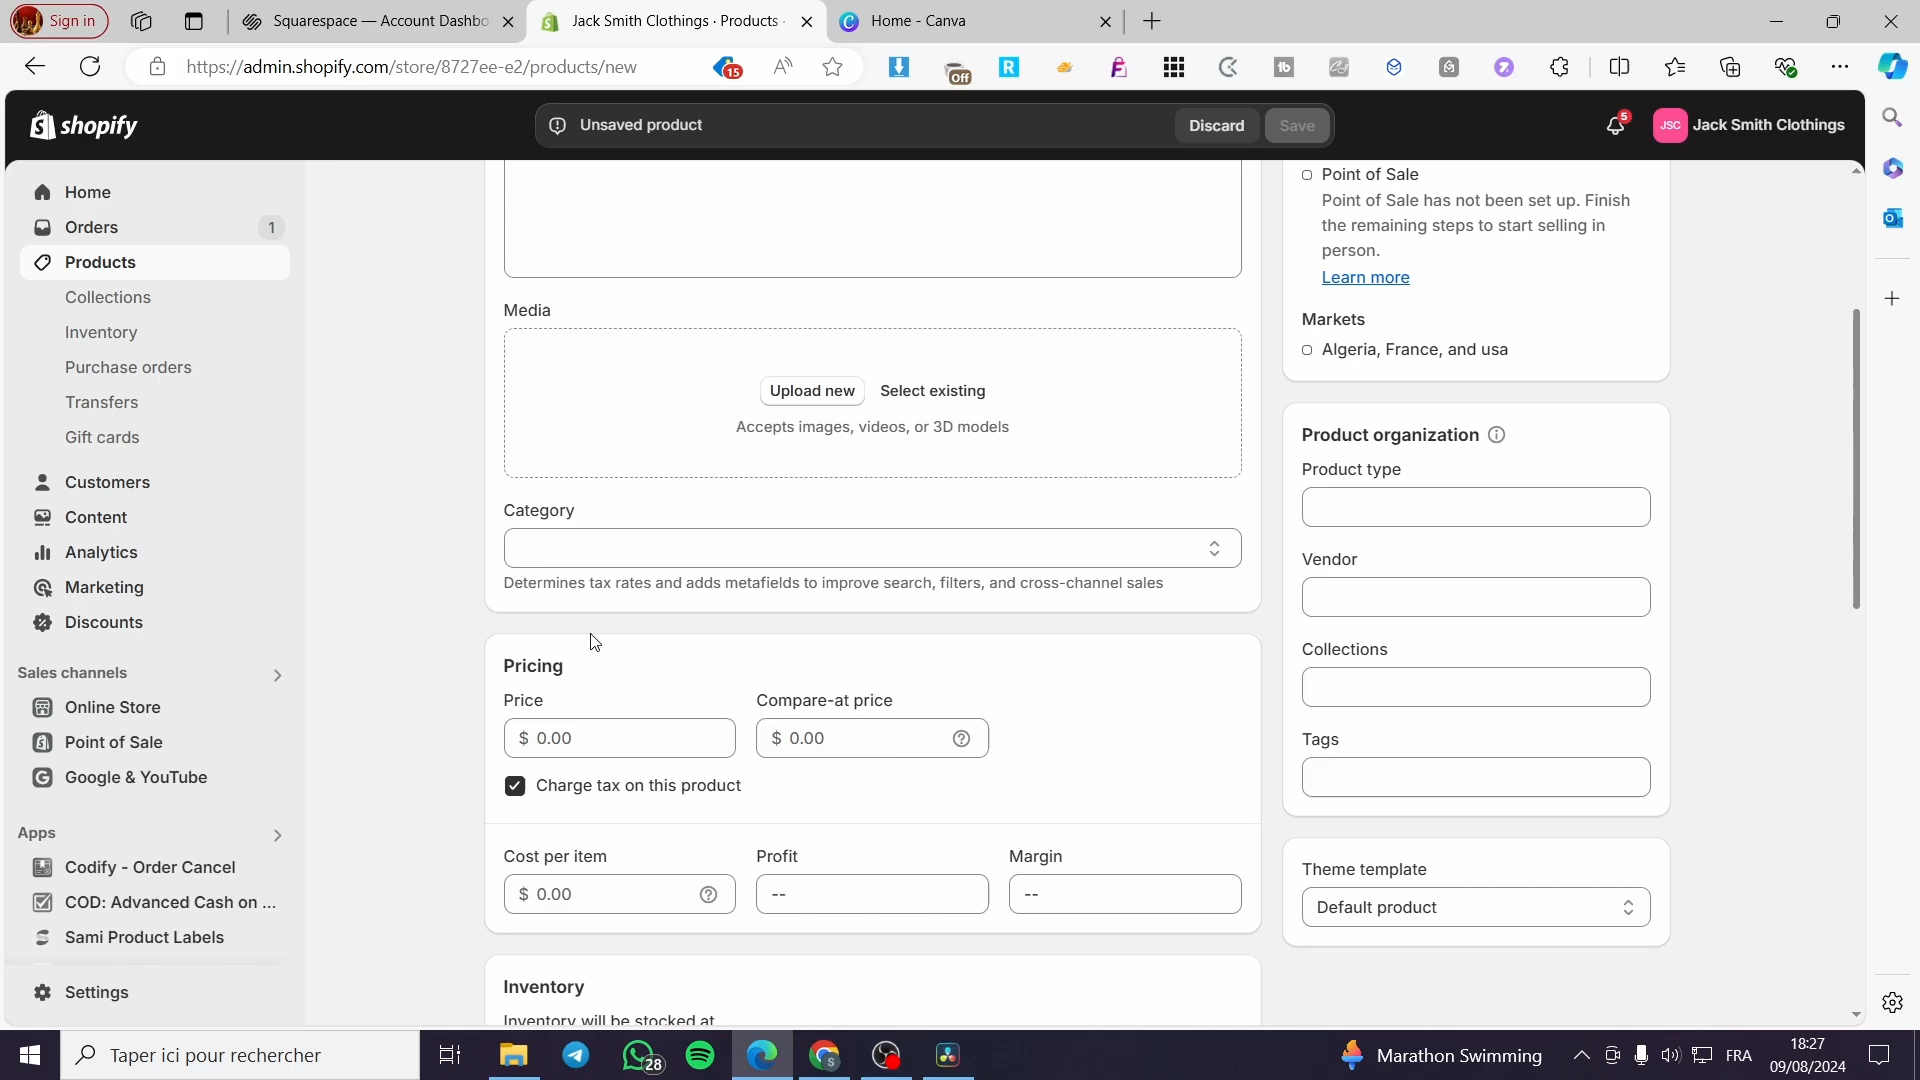 Sign in
Squarespace — Account Dashbo
Jack Smith Clothings · Products ·
Home - Canva
https://admin.shopify.com/store/8727ee-e2/products/new
15
Off
shopify
Unsaved product
Discard
Save
5
JSC
Jack Smith Clothings
Home
Orders
1
Products
Collections
Inventory
Purchase orders
Transfers
Gift cards
Customers
Content
Analytics
Marketing
Discounts
Sales channels
Online Store
Point of Sale
Google & YouTube
Apps
Codify - Order Cancel
COD: Advanced Cash on ...
Sami Product Labels
Settings
Media
Upload new
Select existing
Accepts images, videos, or 3D models
Category
Determines tax rates and adds metafields to improve search, filters, and cross-channel sales
Pricing
Price
Compare-at price
$ 0.00
$ 0.00
Charge tax on this product
Cost per item
Profit
Margin
$ 0.00
--
--
Inventory
Inventory will be stocked at
Point of Sale
Point of Sale has not been set up. Finish
the remaining steps to start selling in
person.
Learn more
Markets
Algeria, France, and usa
Product organization
Product type
Vendor
Collections
Tags
Theme template
Default product
Taper ici pour rechercher
28
Marathon Swimming
FRA
18:27
09/08/2024